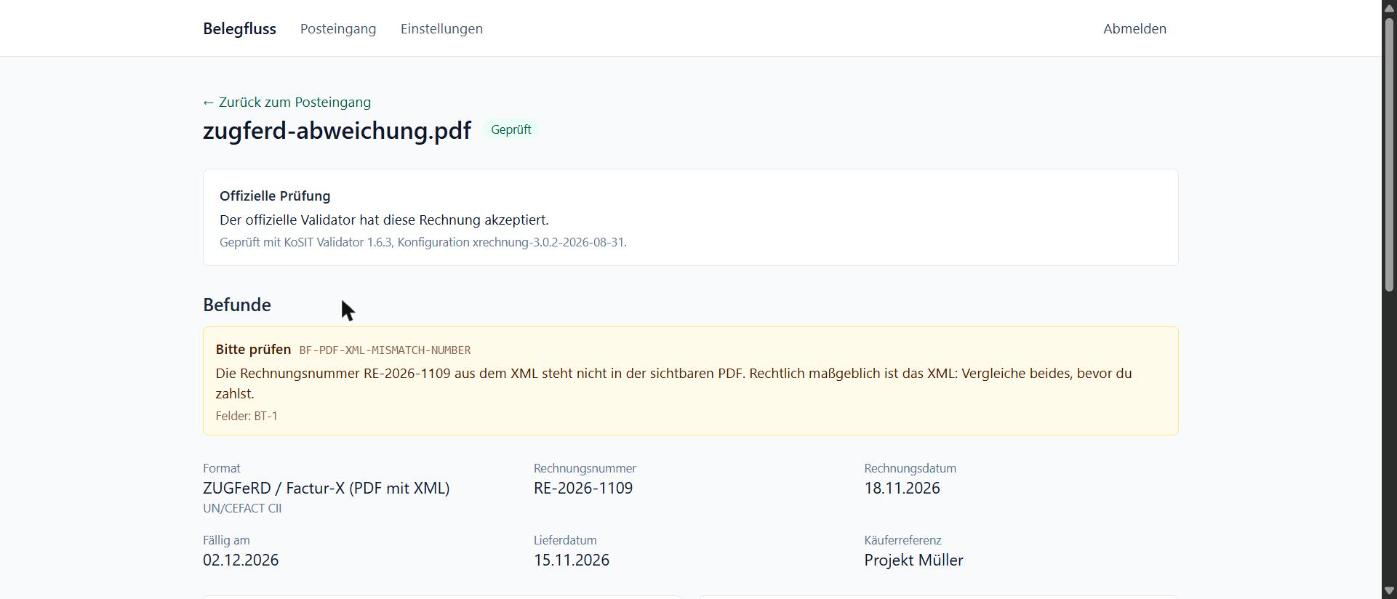 Belegfluss Posteingang Einstellungen Abmelden
← Zurück zum Posteingang
zugferd-abweichung.pdf Geprüft
Offizielle Prüfung
Der offizielle Validator hat diese Rechnung akzeptiert.
Geprüft mit KoSIT Validator 1.6.3, Konfiguration xrechnung-3.0.2-2026-08-31.
Befunde
Bitte prüfen BF-PDF-XML-MISMATCH-NUMBER
Die Rechnungsnummer RE-2026-1109 aus dem XML steht nicht in der sichtbaren PDF. Rechtlich maßgeblich ist das XML: Vergleiche beides, bevor du
zahlst.
Felder: BT-1
Format Rechnungsnummer Rechnungsdatum
ZUGFeRD / Factur-X (PDF mit XML) RE-2026-1109 18.11.2026
UN/CEFACT CII
Fällig am Lieferdatum Käuferreferenz
02.12.2026 15.11.2026 Projekt Müller